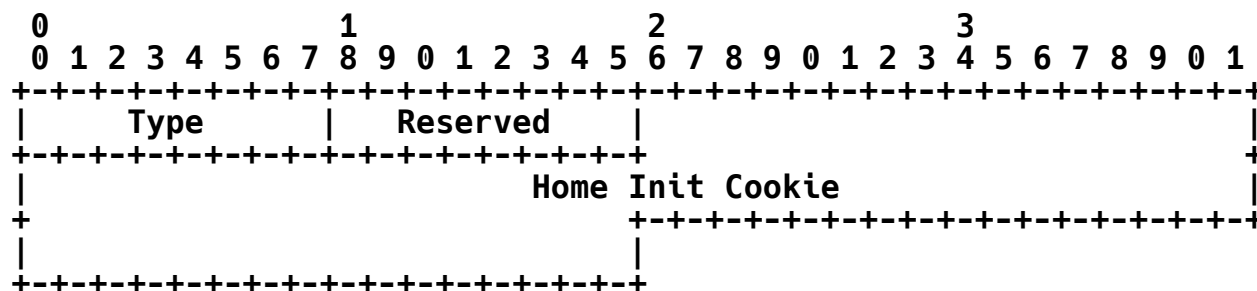 0               1               2               3
 0 1 2 3 4 5 6 7 8 9 0 1 2 3 4 5 6 7 8 9 0 1 2 3 4 5 6 7 8 9 0 1
+-+-+-+-+-+-+-+-+-+-+-+-+-+-+-+-+-+-+-+-+-+-+-+-+-+-+-+-+-+-+-+-+
|     Type      |   Reserved    |                               |
+-+-+-+-+-+-+-+-+-+-+-+-+-+-+-+-+                               +
|                          Home Init Cookie                     |
+                               +-+-+-+-+-+-+-+-+-+-+-+-+-+-+-+-+
|                               |
+-+-+-+-+-+-+-+-+-+-+-+-+-+-+-+-+